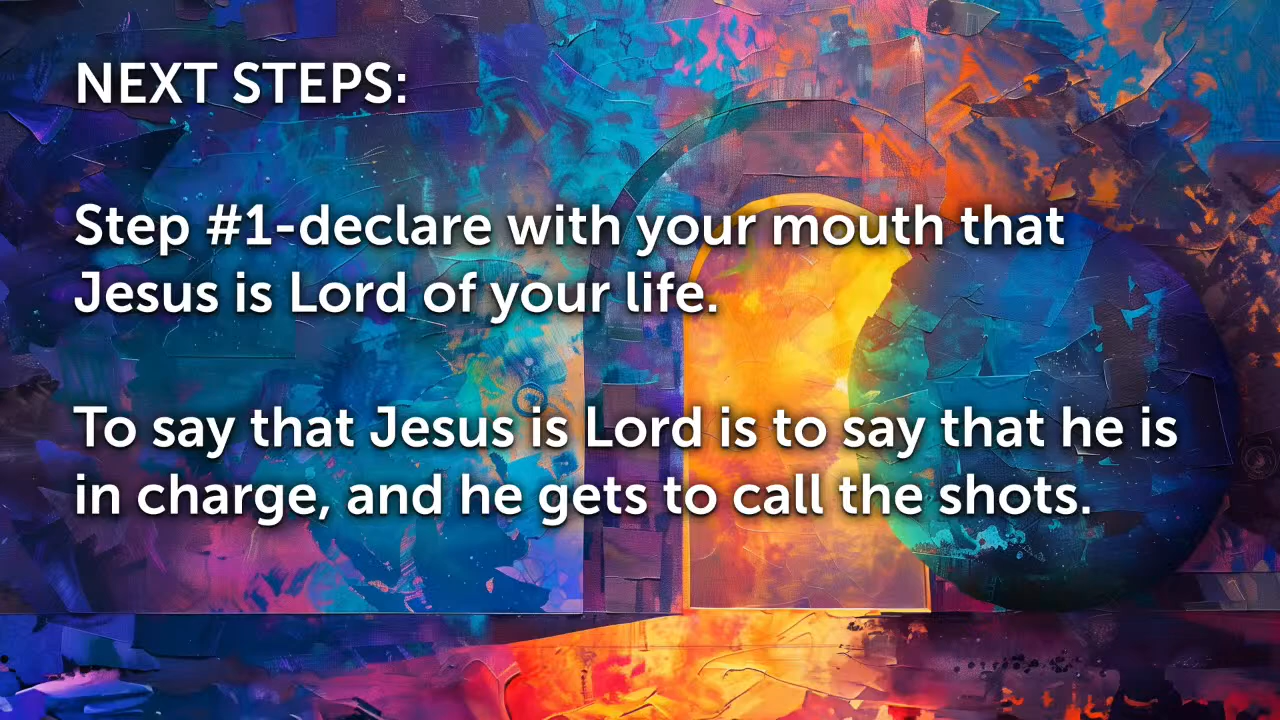 NEXT STEPS:
Step #1-declare with your mouth that
Jesus is Lord of your life.
To say that Jesus is Lord is to say that he is
in charge, and he gets to call the shots.